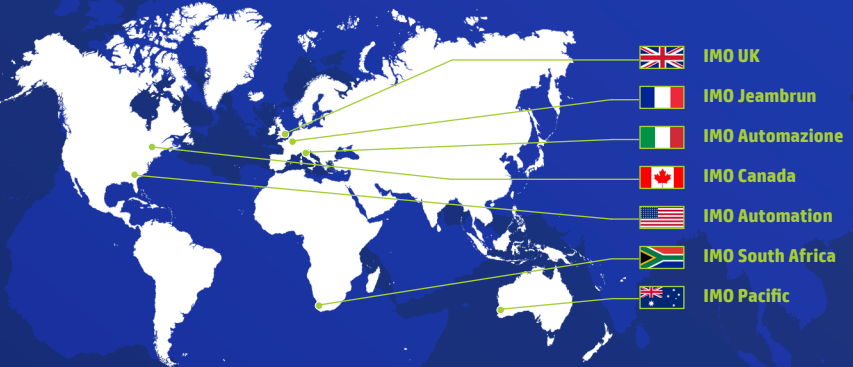 IMO UK
IMO Jeambrun
IMO Automazione
IMO Canada
IMO Automation
IMO South Africa
IMO Pacific